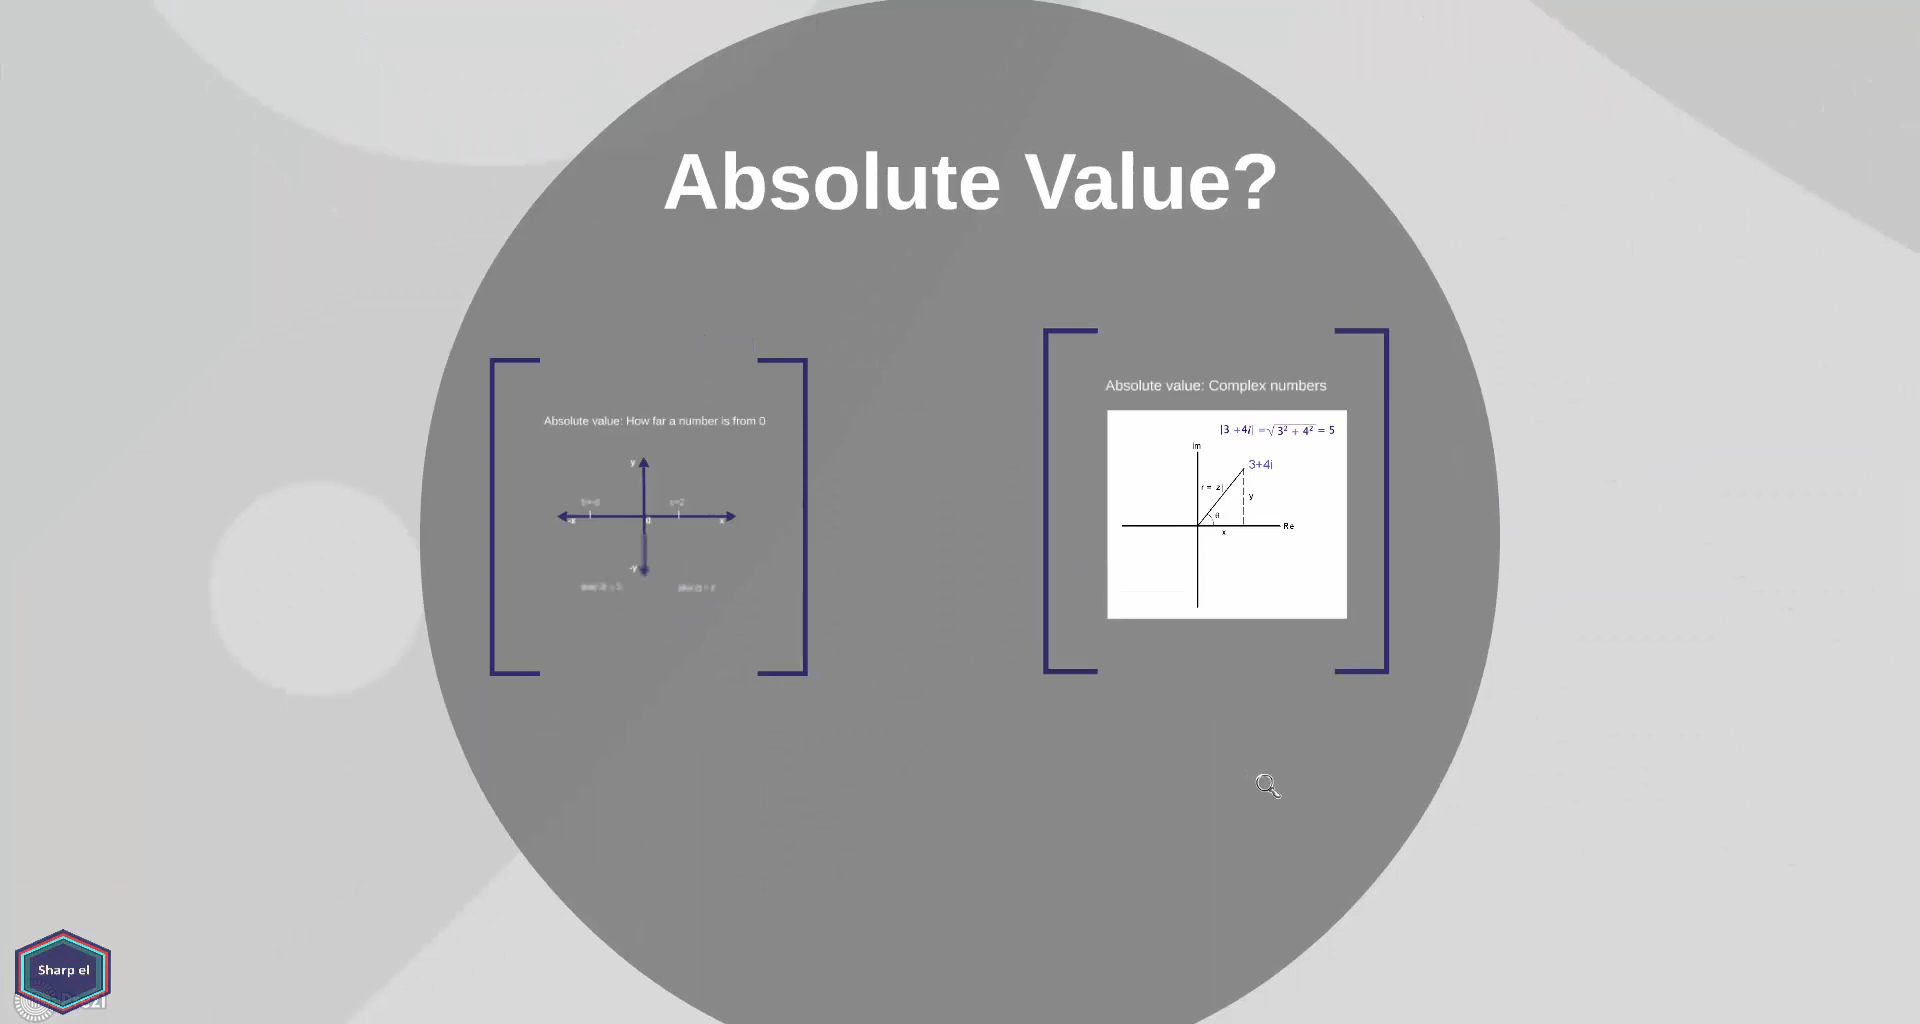 Absolute Value?
Absolute value: How far a number is from 0
y
-x
0
x
-y
Absolute value: Complex numbers
|3 +4i| =√3² + 4² = 5
Im
3+4i
r = z|
y
θ
Re
x
Sharp el